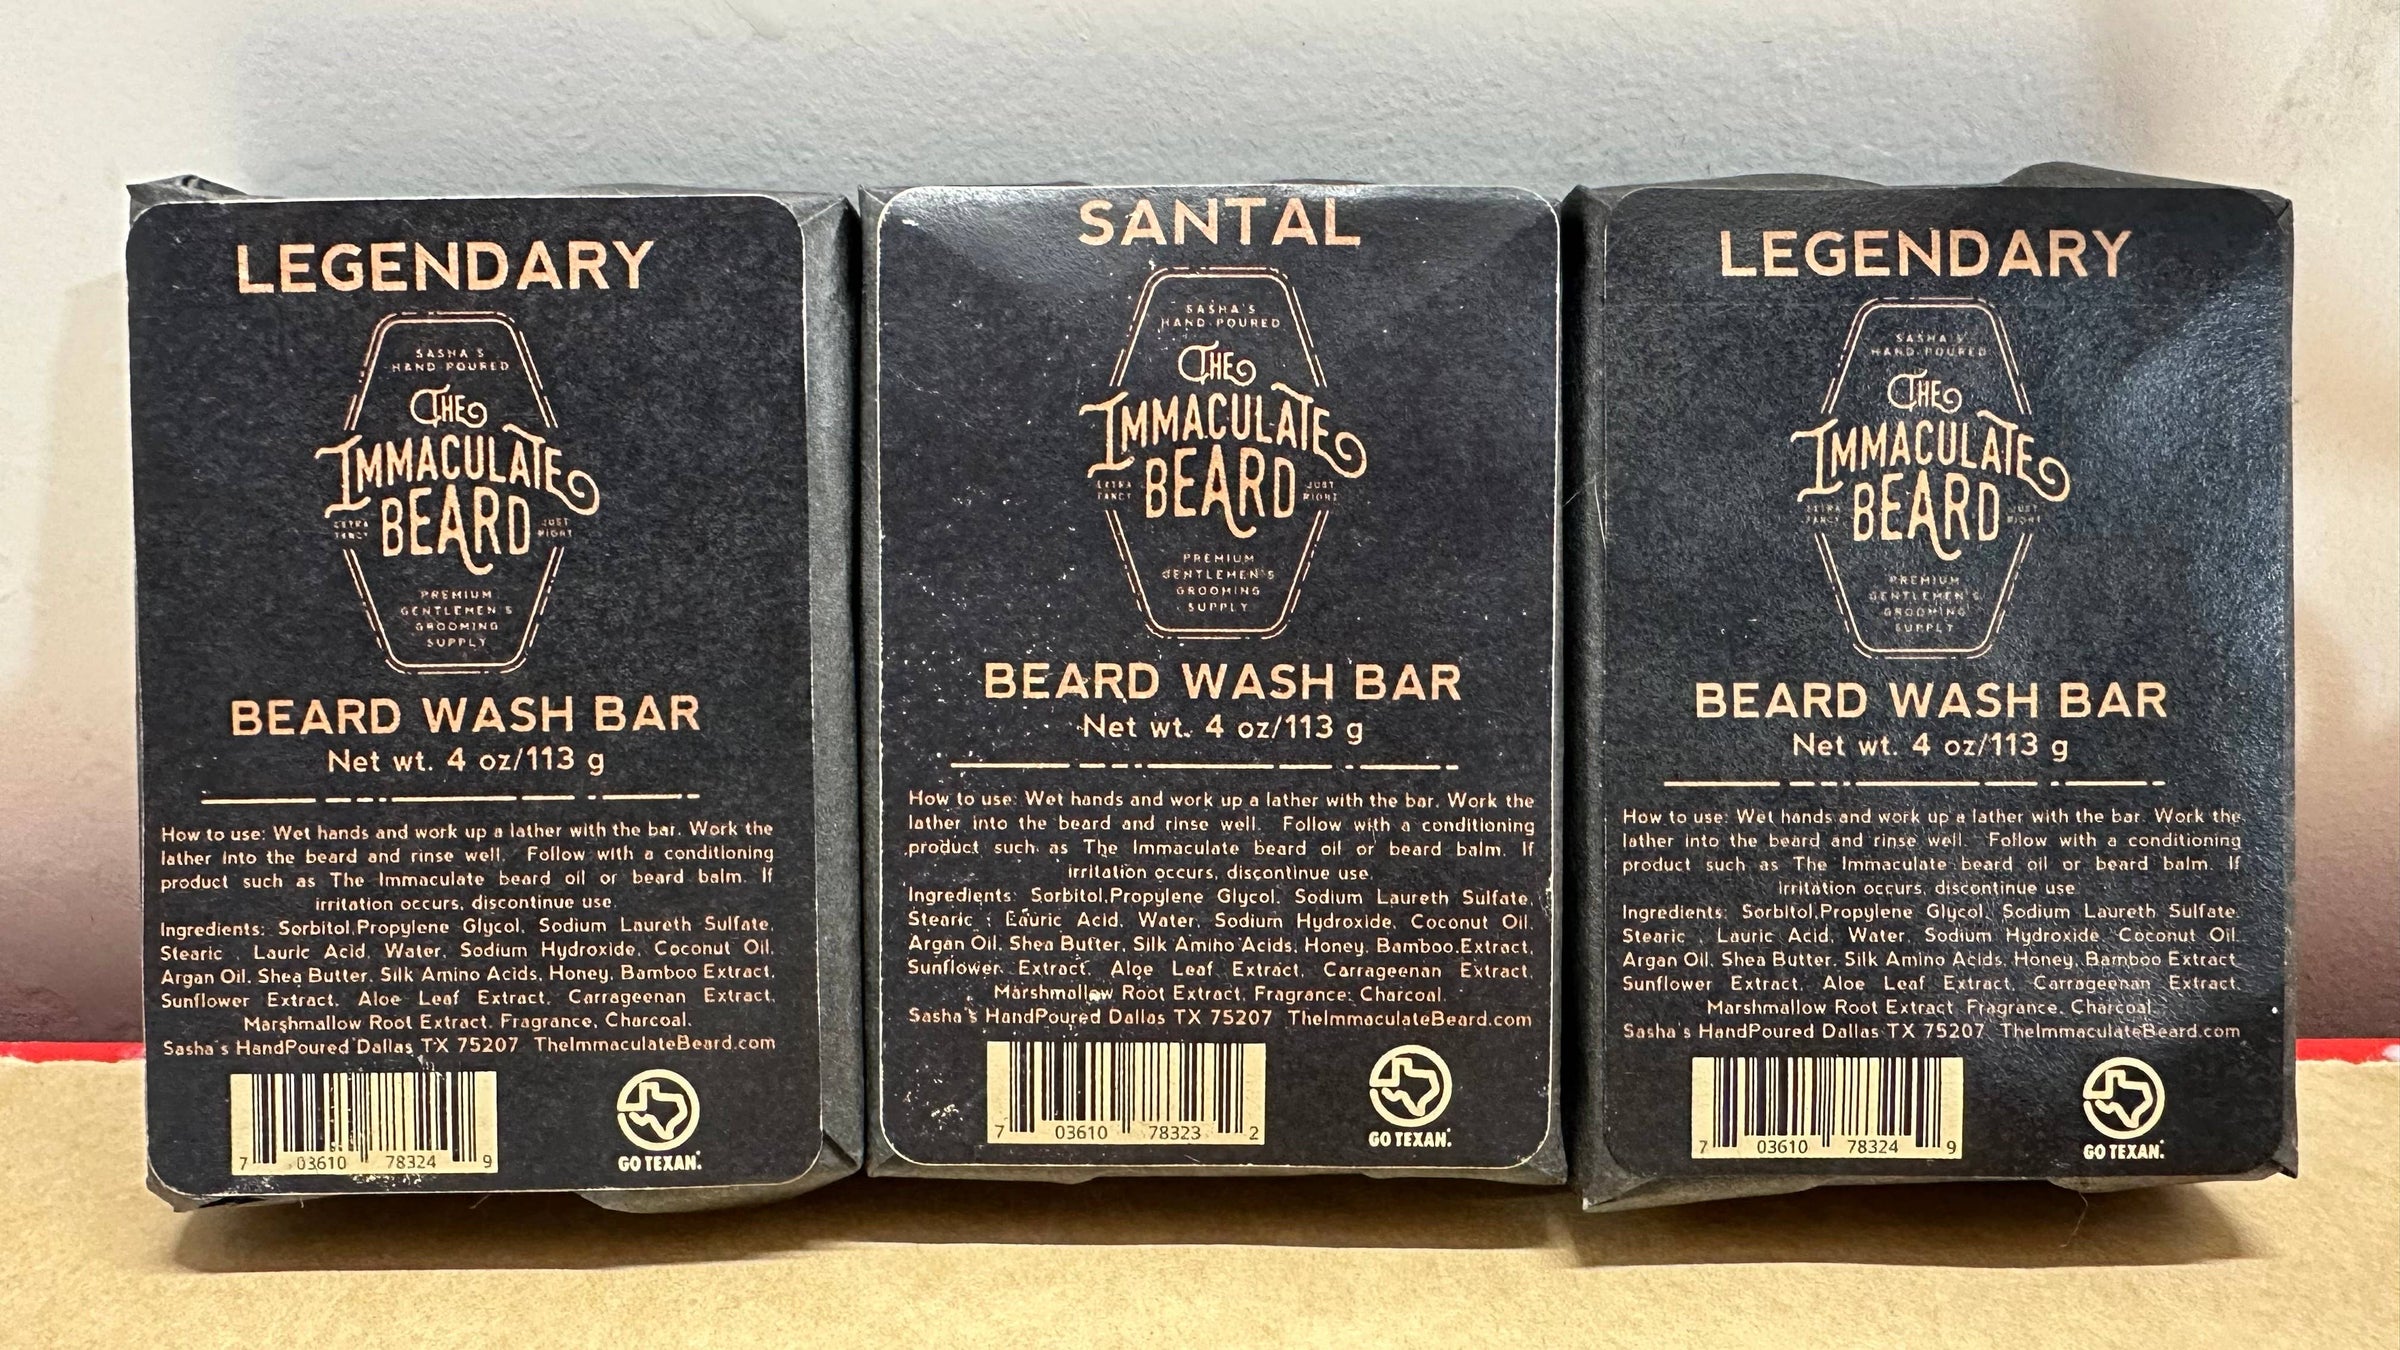 LEGENDARY
SASHA'S
HAND-POURED
THE
IMMACULATE
BEARD
EXTRA FANCY
JUST RIGHT
PREMIUM
GENTLEMEN'S
GROOMING
SUPPLY
BEARD WASH BAR
Net wt. 4 oz/113 g
How to use: Wet hands and work up a lather with the bar. Work the
lather into the beard and rinse well. Follow with a conditioning
product such as The Immaculate beard oil or beard balm. If
irritation occurs, discontinue use.
Ingredients: Sorbitol,Propylene Glycol, Sodium Laureth Sulfate,
Stearic , Lauric Acid, Water, Sodium Hydroxide, Coconut Oil,
Argan Oil, Shea Butter, Silk Amino Acids, Honey, Bamboo Extract,
Sunflower Extract, Aloe Leaf Extract, Carrageenan Extract,
Marshmallow Root Extract, Fragrance, Charcoal.
Sasha's HandPoured Dallas TX 75207 TheImmaculateBeard.com
7 03610 78324 9
GO TEXAN.
SANTAL
SASHA'S
HAND-POURED
THE
IMMACULATE
BEARD
EXTRA FANCY
JUST RIGHT
PREMIUM
GENTLEMEN'S
GROOMING
SUPPLY
BEARD WASH BAR
Net wt. 4 oz/113 g
How to use: Wet hands and work up a lather with the bar. Work the
lather into the beard and rinse well. Follow with a conditioning
product such as The Immaculate beard oil or beard balm. If
irritation occurs, discontinue use.
Ingredients: Sorbitol,Propylene Glycol, Sodium Laureth Sulfate,
Stearic , Lauric Acid, Water, Sodium Hydroxide, Coconut Oil,
Argan Oil, Shea Butter, Silk Amino Acids, Honey, Bamboo Extract,
Sunflower Extract, Aloe Leaf Extract, Carrageenan Extract,
Marshmallow Root Extract, Fragrance, Charcoal.
Sasha's HandPoured Dallas TX 75207 TheImmaculateBeard.com
7 03610 78323 2
GO TEXAN.
LEGENDARY
SASHA'S
HAND-POURED
THE
IMMACULATE
BEARD
EXTRA FANCY
JUST RIGHT
PREMIUM
GENTLEMEN'S
GROOMING
SUPPLY
BEARD WASH BAR
Net wt. 4 oz/113 g
How to use: Wet hands and work up a lather with the bar. Work the
lather into the beard and rinse well. Follow with a conditioning
product such as The Immaculate beard oil or beard balm. If
irritation occurs, discontinue use.
Ingredients: Sorbitol,Propylene Glycol, Sodium Laureth Sulfate,
Stearic , Lauric Acid, Water, Sodium Hydroxide, Coconut Oil,
Argan Oil, Shea Butter, Silk Amino Acids, Honey, Bamboo Extract,
Sunflower Extract, Aloe Leaf Extract, Carrageenan Extract,
Marshmallow Root Extract, Fragrance, Charcoal.
Sasha's HandPoured Dallas TX 75207 TheImmaculateBeard.com
7 03610 78324 9
GO TEXAN.